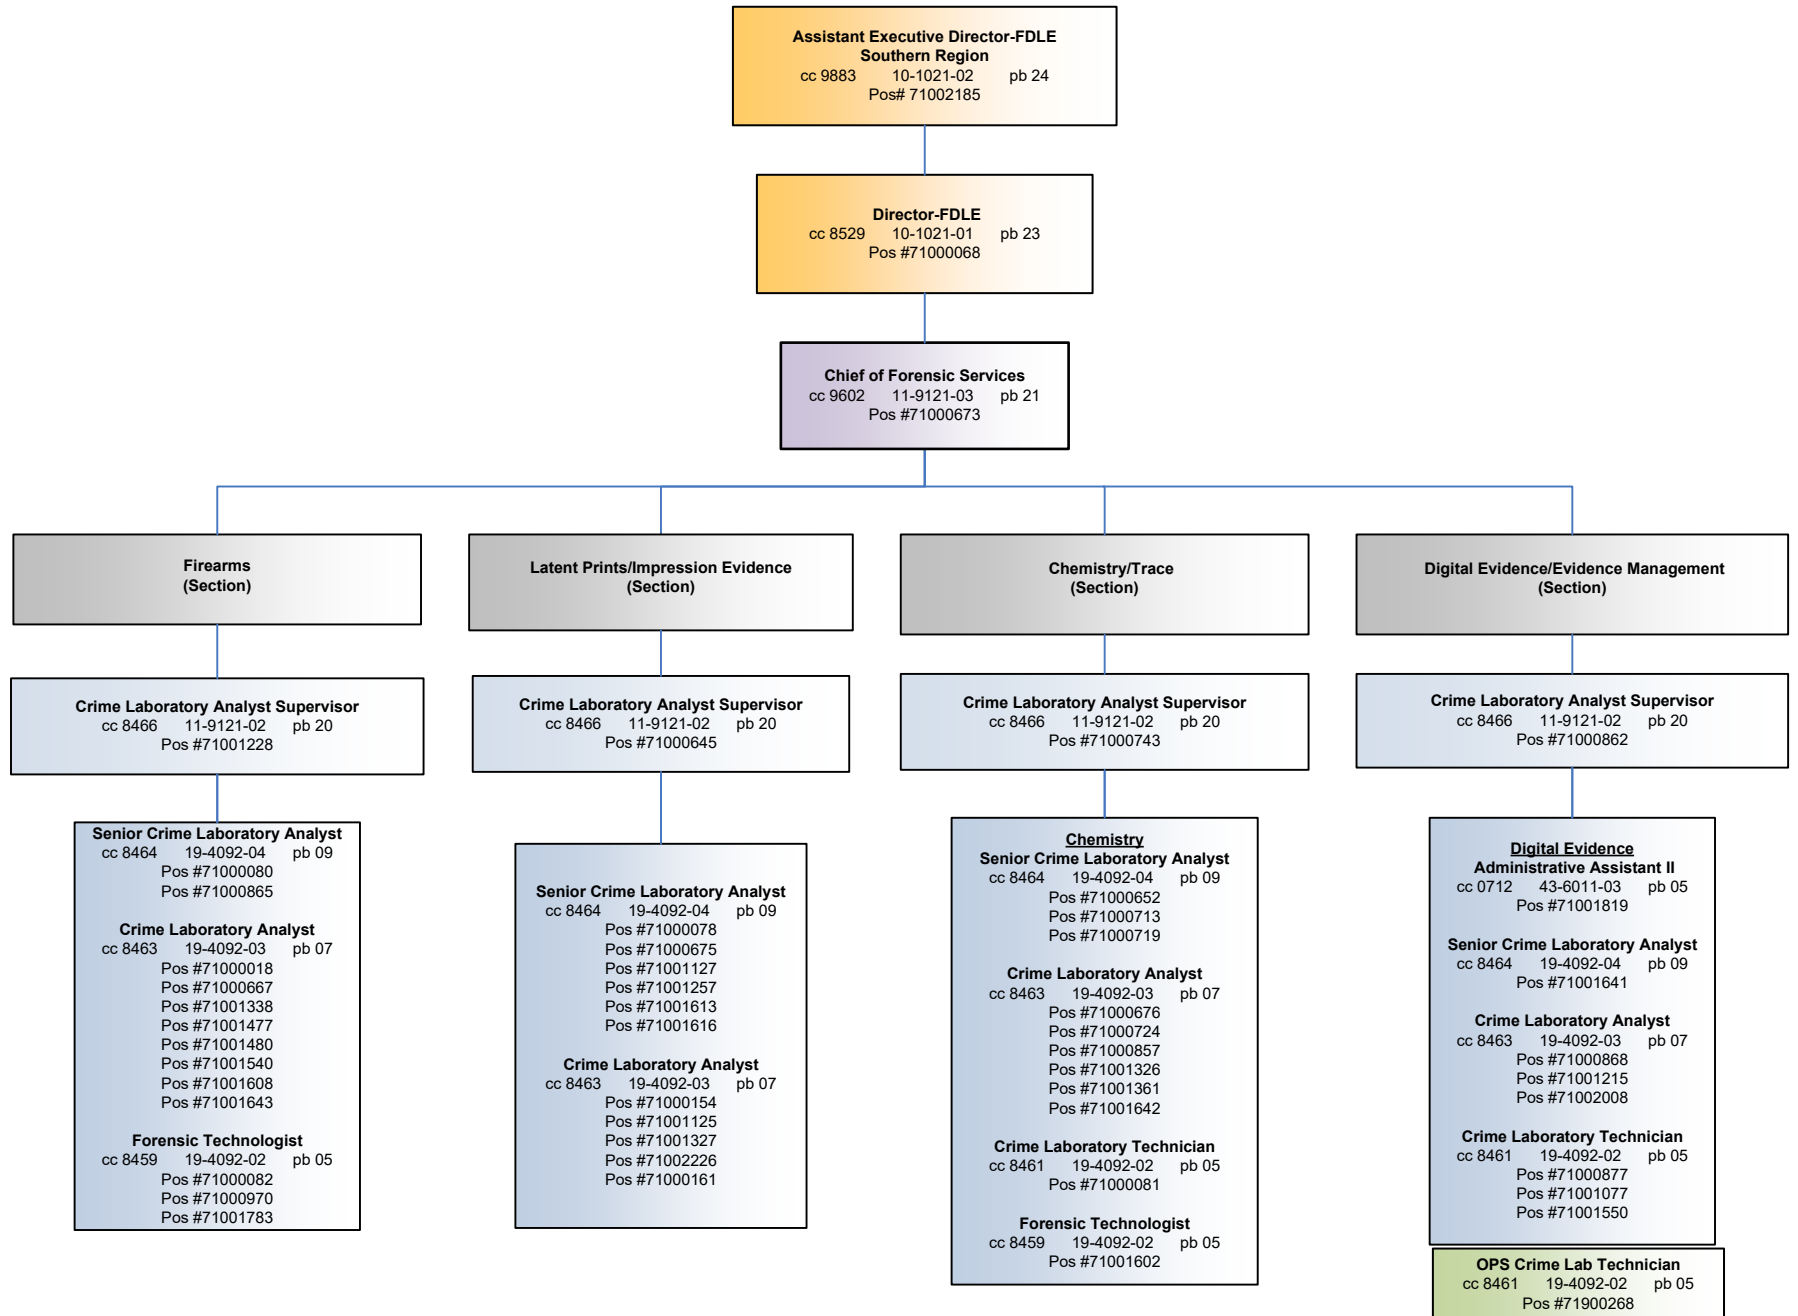 Assistant Executive Director-FDLE
Southern Region
cc 9883 10-1021-02 pb 24
Pos# 71002185
Director-FDLE
cc 8529 10-1021-01 pb 23
Pos #71000068
Chief of Forensic Services
cc 9602 11-9121-03 pb 21
Pos #71000673
Firearms
(Section)
Crime Laboratory Analyst Supervisor
cc 8466 11-9121-02 pb 20
Pos #71001228
Senior Crime Laboratory Analyst
cc 8464 19-4092-04 pb 09
Pos #71000080
Pos #71000865
Crime Laboratory Analyst
cc 8463 19-4092-03 pb 07
Pos #71000018
Pos #71000667
Pos #71001338
Pos #71001477
Pos #71001480
Pos #71001540
Pos #71001608
Pos #71001643
Forensic Technologist
cc 8459 19-4092-02 pb 05
Pos #71000082
Pos #71000970
Pos #71001783
Latent Prints/Impression Evidence
(Section)
Crime Laboratory Analyst Supervisor
cc 8466 11-9121-02 pb 20
Pos #71000645
Senior Crime Laboratory Analyst
cc 8464 19-4092-04 pb 09
Pos #71000078
Pos #71000675
Pos #71001127
Pos #71001257
Pos #71001613
Pos #71001616
Crime Laboratory Analyst
cc 8463 19-4092-03 pb 07
Pos #71000154
Pos #71001125
Pos #71001327
Pos #71002226
Pos #71000161
Chemistry/Trace
(Section)
Crime Laboratory Analyst Supervisor
cc 8466 11-9121-02 pb 20
Pos #71000743
Chemistry
Senior Crime Laboratory Analyst
cc 8464 19-4092-04 pb 09
Pos #71000652
Pos #71000713
Pos #71000719
Crime Laboratory Analyst
cc 8463 19-4092-03 pb 07
Pos #71000676
Pos #71000724
Pos #71000857
Pos #71001326
Pos #71001361
Pos #71001642
Crime Laboratory Technician
cc 8461 19-4092-02 pb 05
Pos #71000081
Forensic Technologist
cc 8459 19-4092-02 pb 05
Pos #71001602
Digital Evidence/Evidence Management
(Section)
Crime Laboratory Analyst Supervisor
cc 8466 11-9121-02 pb 20
Pos #71000862
Digital Evidence
Administrative Assistant II
cc 0712 43-6011-03 pb 05
Pos #71001819
Senior Crime Laboratory Analyst
cc 8464 19-4092-04 pb 09
Pos #71001641
Crime Laboratory Analyst
cc 8463 19-4092-03 pb 07
Pos #71000868
Pos #71001215
Pos #71002008
Crime Laboratory Technician
cc 8461 19-4092-02 pb 05
Pos #71000877
Pos #71001077
Pos #71001550
OPS Crime Lab Technician
cc 8461 19-4092-02 pb 05
Pos #71900268